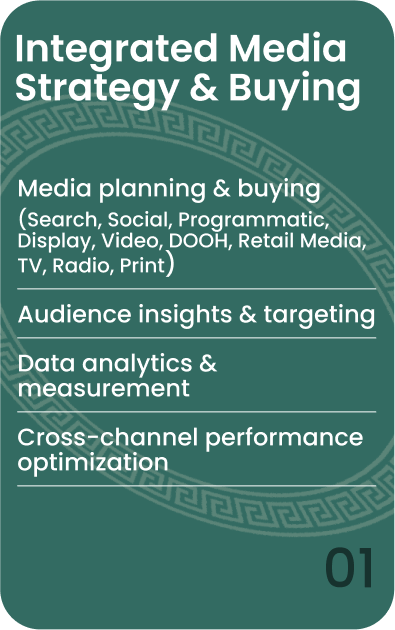 Integrated Media
Strategy & Buying
Media planning & buying
(Search, Social, Programmatic,
Display, Video, DOOH, Retail Media,
TV, Radio, Print)
Audience insights & targeting
Data analytics &
measurement
Cross-channel performance
optimization
01